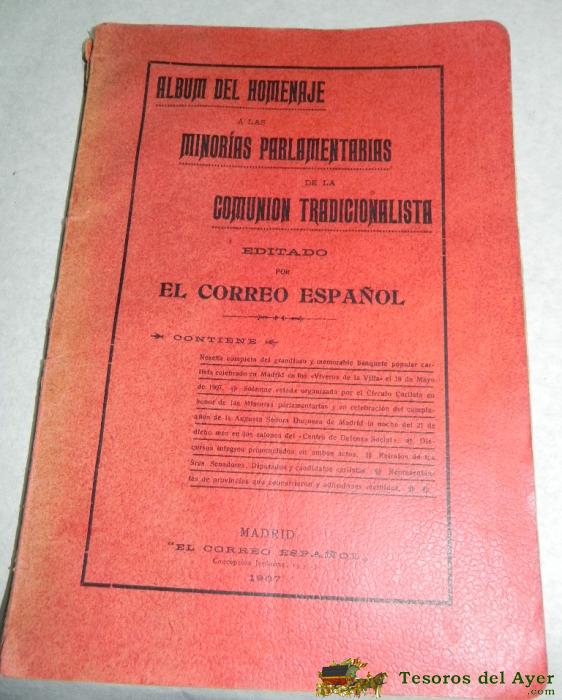 ALBUM DEL HOMENAJE
A LAS
MINORÍAS PARLAMENTARIAS
DE LA
COMUNION TRADICIONALISTA
EDITADO
POR
EL CORREO ESPAÑOL
CONTIENE
Reseña completa del grandioso y memorable banquete popular car-
lista celebrado en Madrid en los «Viveros de la Villa» el 18 de Mayo
de 1907. Solemne velada organizada por el Círculo Carlista en
honor de las Minorías parlamentarias y en celebración del cumple-
años de la Augusta Señora Duquesa de Madrid la noche del 21 de
dicho mes en los salones del «Centro de Defensa Social». Dis-
cursos íntegros pronunciados en ambos actos. Retratos de los
Sres. Senadores, Diputados y candidatos carlistas. Representan-
tes de provincias que concurrieron y adhesiones recibidas.
MADRID
"EL CORREO ESPAÑOL„
Concepción Jerónima,
1907
Tesoros del Ayer
.com